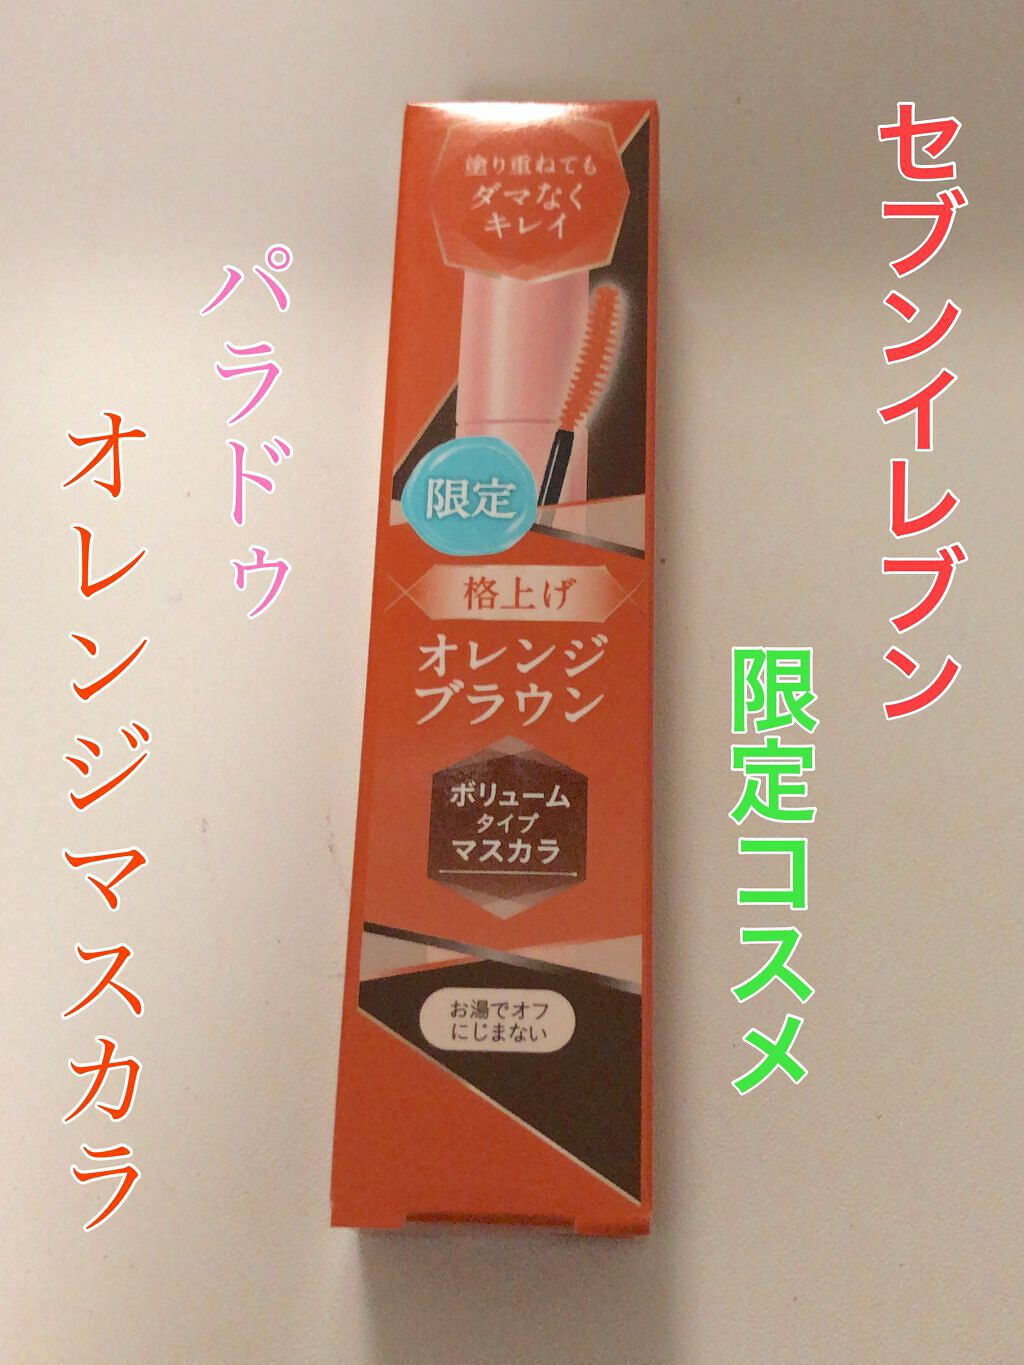 セブンイレブン
限定コスメ
パラドゥ
オレンジマスカラ
塗り重ねても
ダマなく
キレイ
限定
格上げ
オレンジ
ブラウン
ボリューム
タイプ
マスカラ
お湯でオフ
にじまない